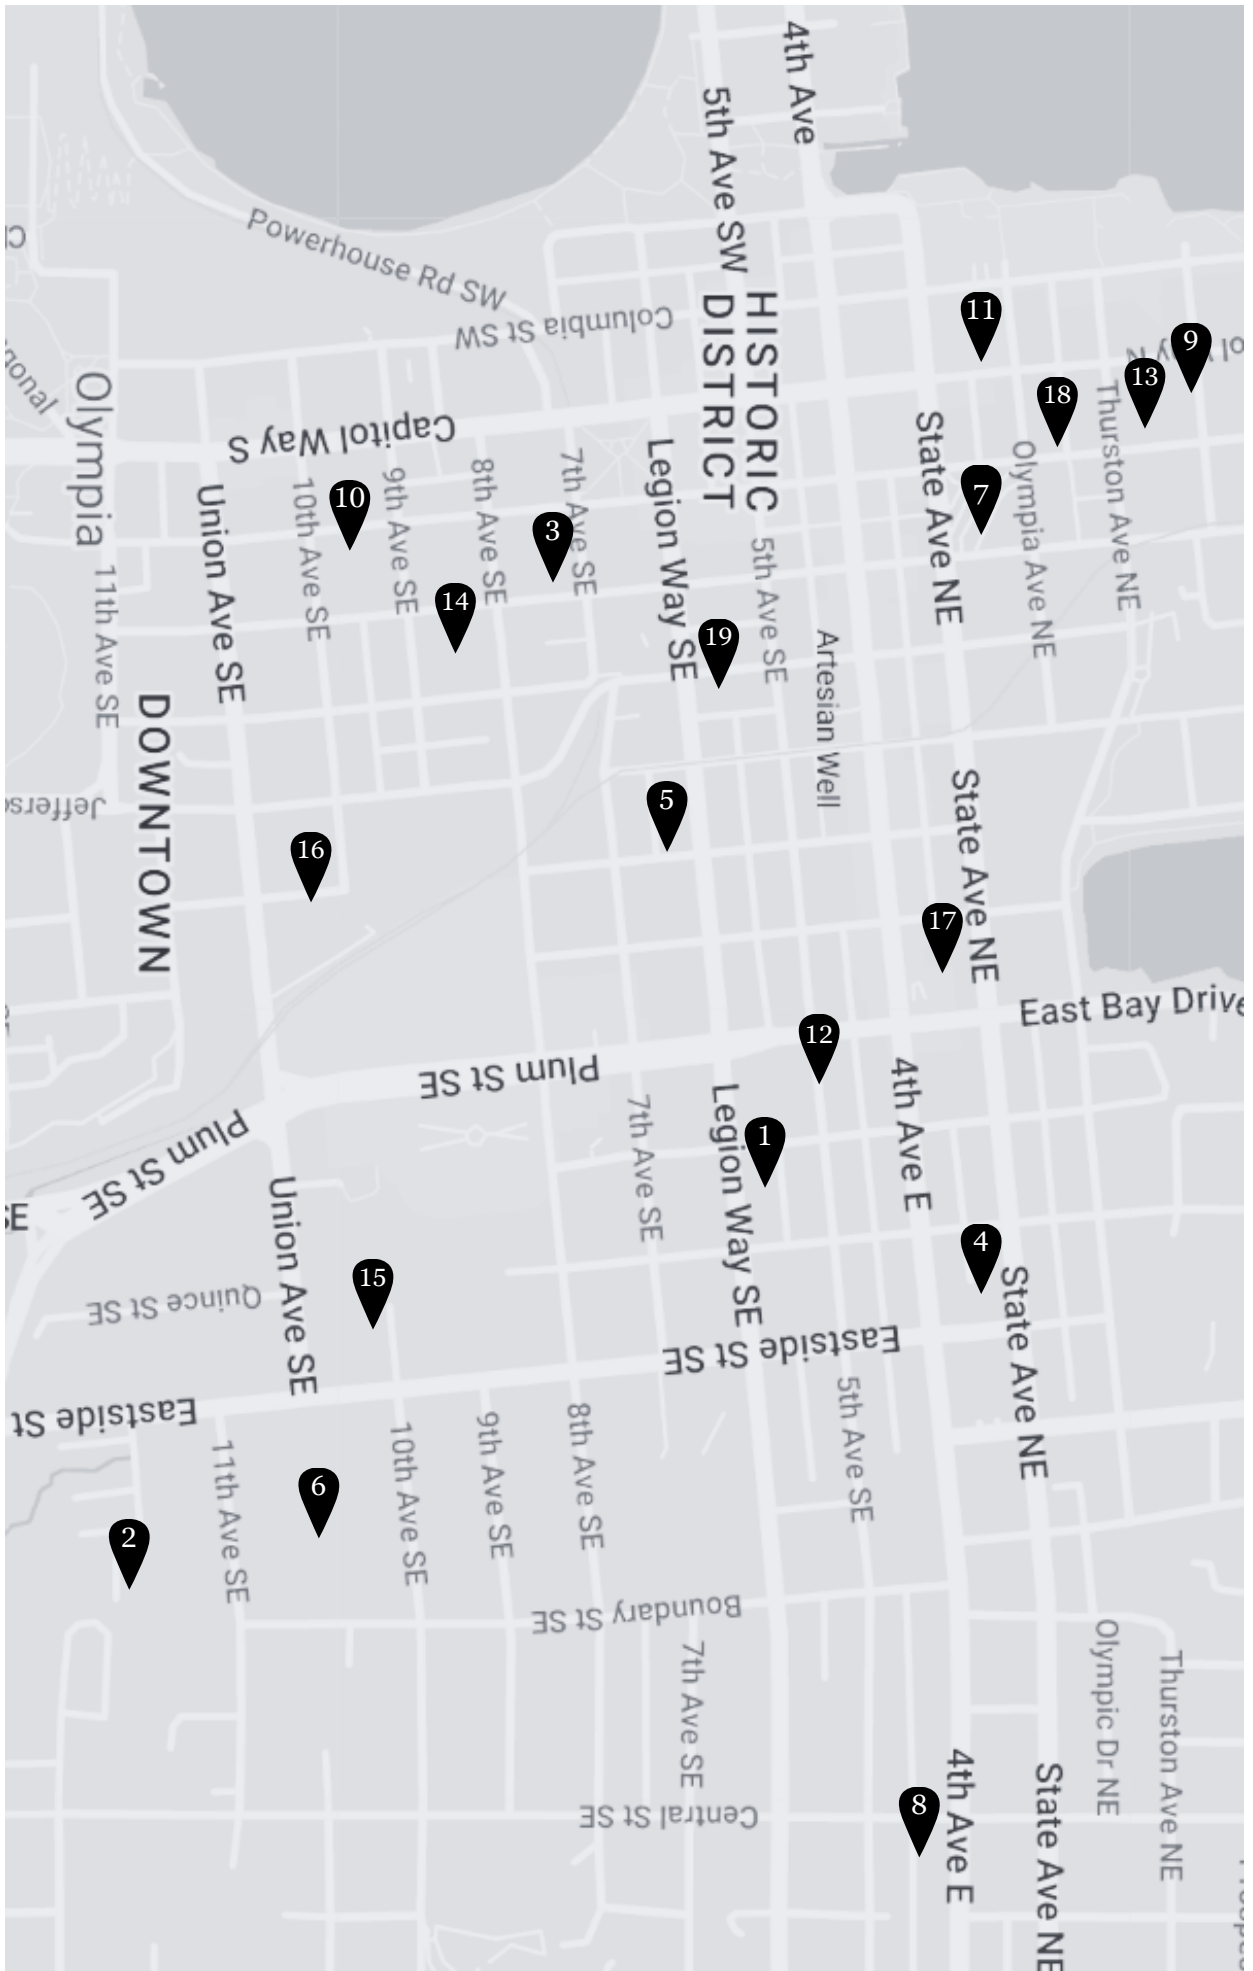 4th Ave
5th Ave SW
Powerhouse Rd SW
HISTORIC
DISTRICT
Columbia St SW
11
9
13
18
Olympia
Capitol Way S
State Ave NE
Thurston Ave NE
Legion Way SE
Olympia Ave NE
7th Ave SE
8th Ave SE
9th Ave SE
10th Ave SE
Union Ave SE
10
7
3
5th Ave SE
11th Ave SE
14
19
Artesian Well
DOWNTOWN
State Ave NE
5
16
17
East Bay Drive
12
Plum St SE
4th Ave E
Legion Way SE
7th Ave SE
1
Plum St SE
Union Ave SE
SE
4
15
State Ave NE
Quince St SE
Eastside St SE
5th Ave SE
Eastside St
8th Ave SE
9th Ave SE
10th Ave SE
11th Ave SE
6
2
Boundary St SE
Olympic Dr NE
7th Ave SE
Thurston Ave NE
4th Ave E
State Ave NE
8
Central St SE